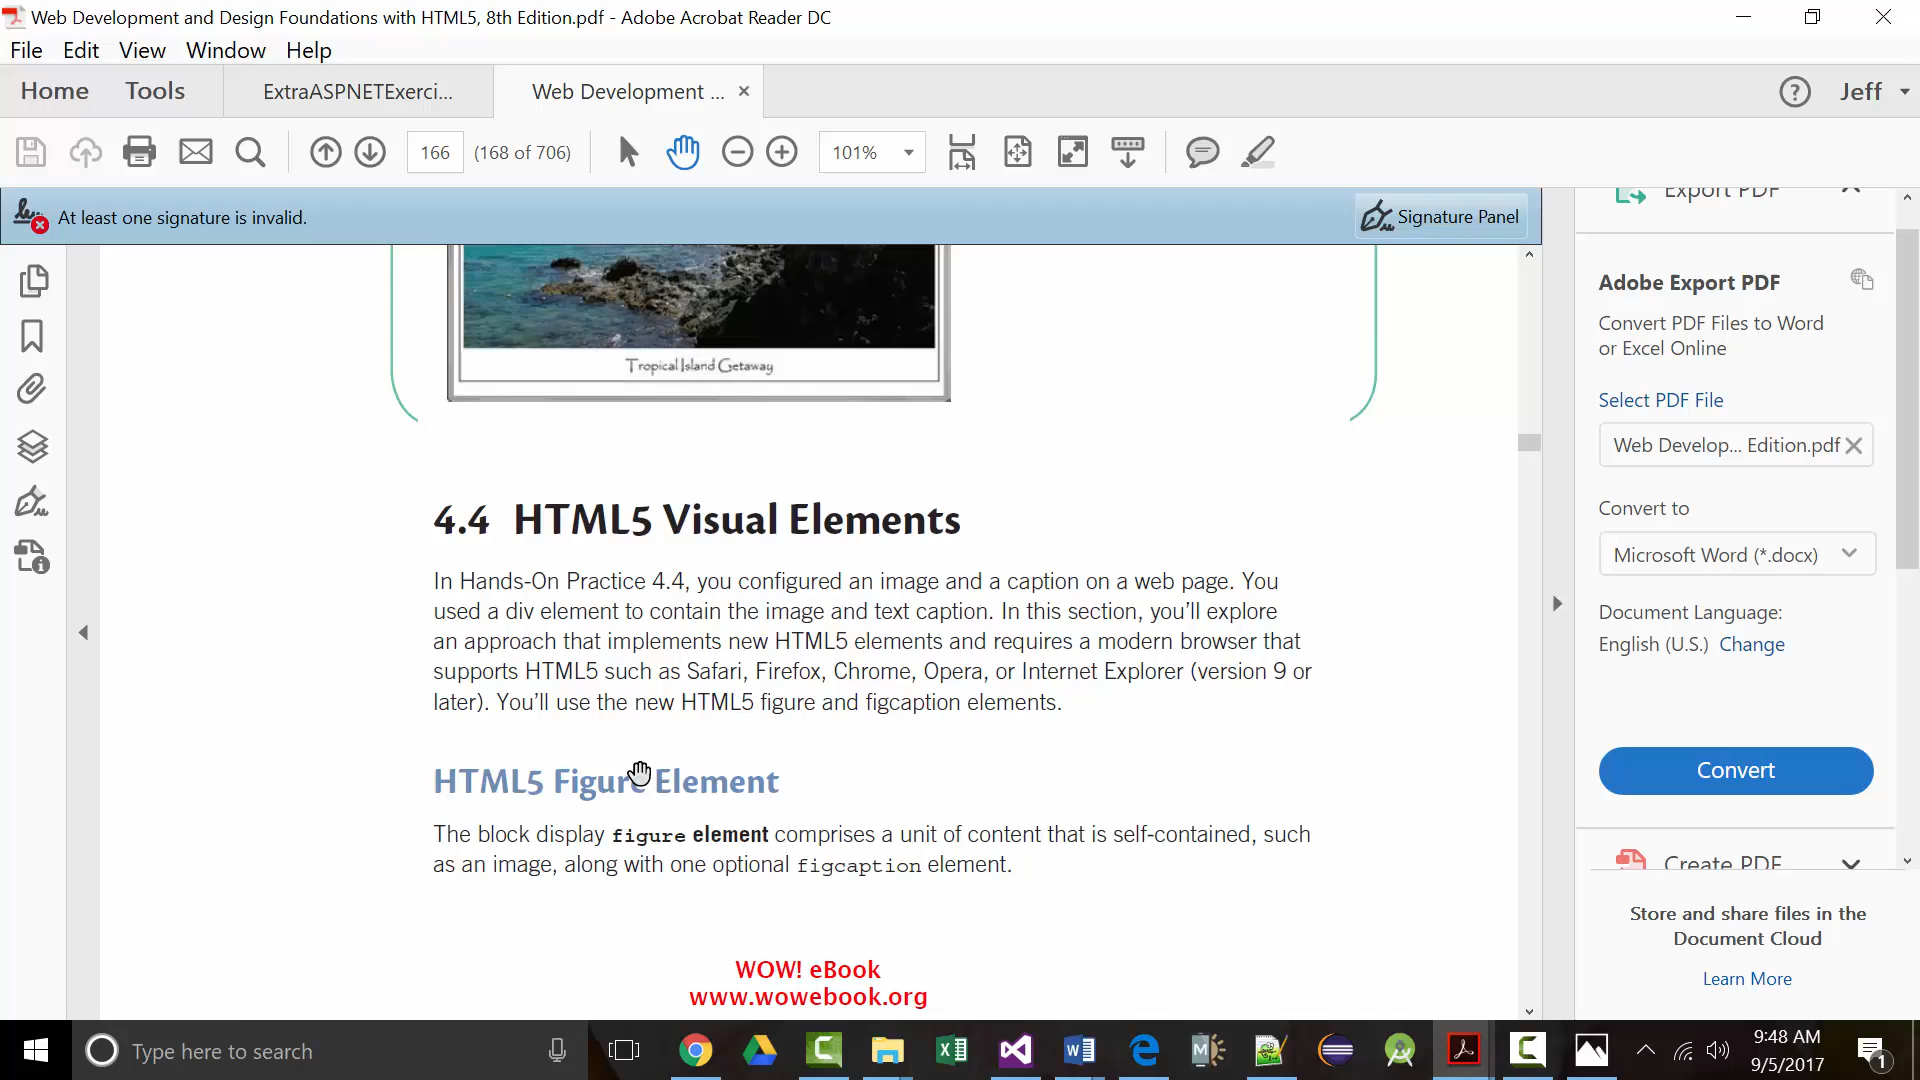 Web Development and Design Foundations with HTML5, 8th Edition.pdf - Adobe Acrobat Reader DC
File Edit View Window Help
Home Tools ExtraASPNETExerci... Web Development ... Jeff
166 (168 of 706) 101%
At least one signature is invalid. Signature Panel
Export PDF
Tropical Island Getaway
4.4 HTML5 Visual Elements
In Hands-On Practice 4.4, you configured an image and a caption on a web page. You
used a div element to contain the image and text caption. In this section, you'll explore
an approach that implements new HTML5 elements and requires a modern browser that
supports HTML5 such as Safari, Firefox, Chrome, Opera, or Internet Explorer (version 9 or
later). You'll use the new HTML5 figure and figcaption elements.
HTML5 Figure Element
The block display figure element comprises a unit of content that is self-contained, such
as an image, along with one optional figcaption element.
WOW! eBook
www.wowebook.org
Adobe Export PDF
Convert PDF Files to Word
or Excel Online
Select PDF File
Web Develop... Edition.pdf
Convert to
Microsoft Word (*.docx)
Document Language:
English (U.S.) Change
Convert
Create PDF
Store and share files in the
Document Cloud
Learn More
Type here to search
9:48 AM
9/5/2017
1